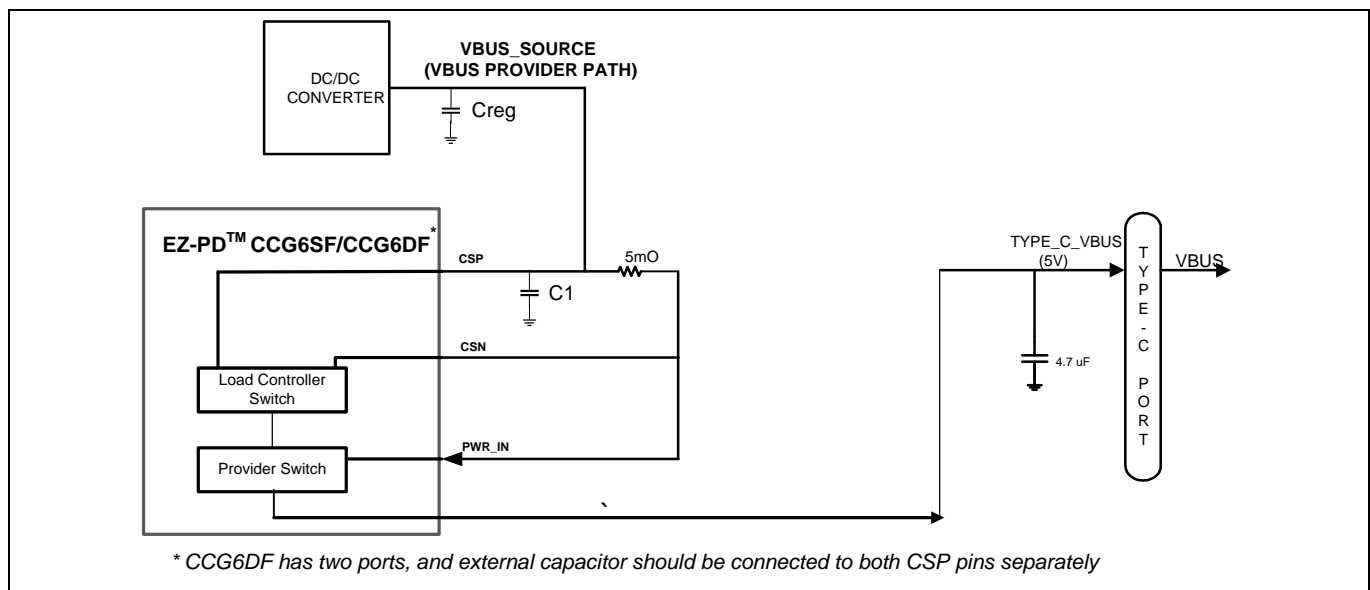 VBUS_SOURCE
(VBUS PROVIDER PATH)
DC/DC
CONVERTER
Creg
EZ-PD™ CCG6SF/CCG6DF*
CSP
5mO
C1
CSN
Load Controller
Switch
PWR_IN
Provider Switch
`
TYPE_C_VBUS
(5V)
4.7 uF
TYPE-C PORT
VBUS
* CCG6DF has two ports, and external capacitor should be connected to both CSP pins separately